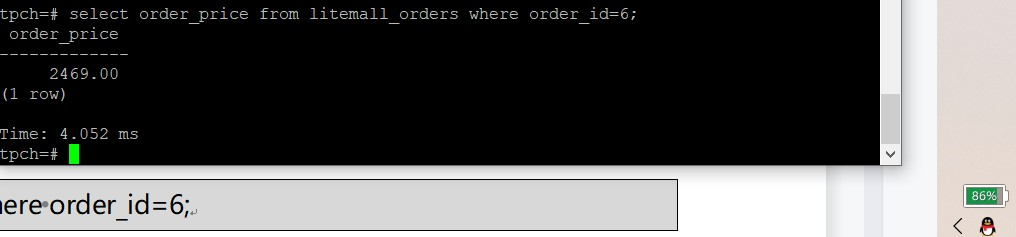 tpch=# select order_price from litemall_orders where order_id=6;
order_price
-------------
2469.00
(1 row)
Time: 4.052 ms
tpch=#
ere order_id=6;
86%